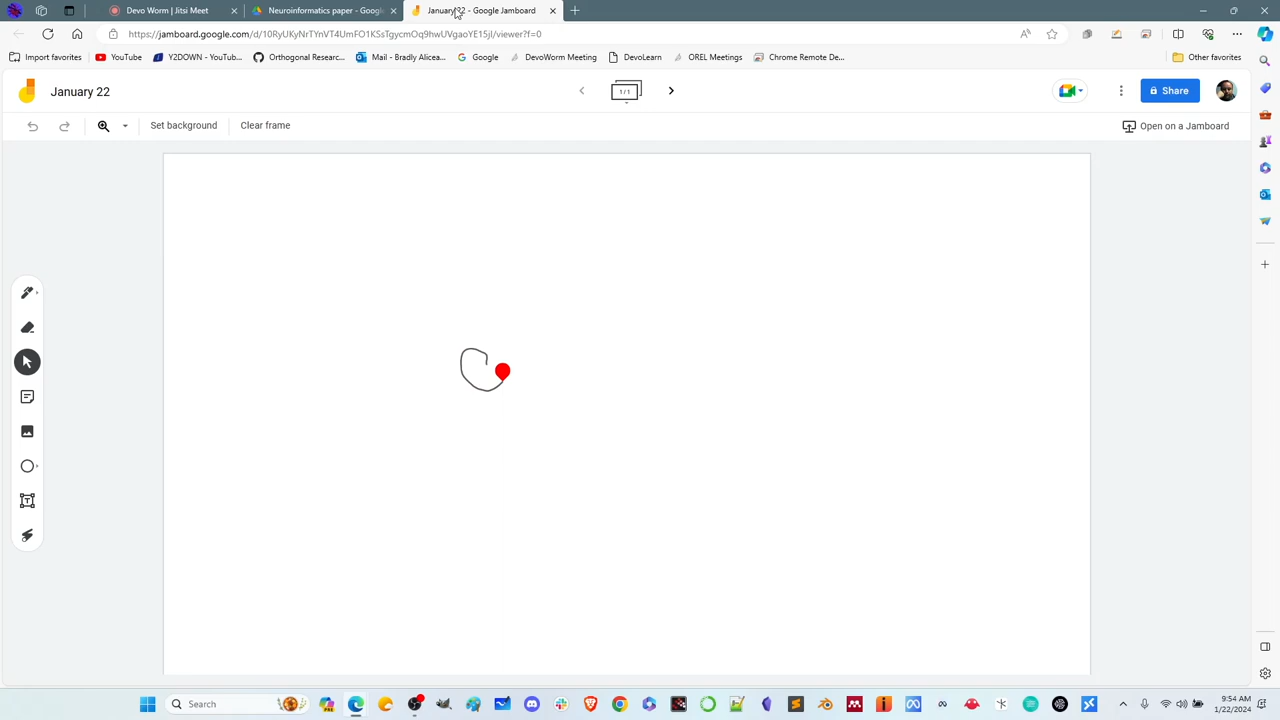 Devo Worm | Jitsi Meet
Neuroinformatics paper - Google
January 22 - Google Jamboard
https://jamboard.google.com/d/10RyUKyNrTYnVT4UmFO1KSsTgycmOq9hwUVgaoYE15jI/viewer?f=0
Import favorites
YouTube
Y2DOWN - YouTub...
Orthogonal Researc...
Mail - Bradly Alicea...
Google
DevoWorm Meeting
DevoLearn
OREL Meetings
Chrome Remote De...
Other favorites
January 22
1 / 1
Share
Set background
Clear frame
Open on a Jamboard
Search
9:54 AM
1/22/2024